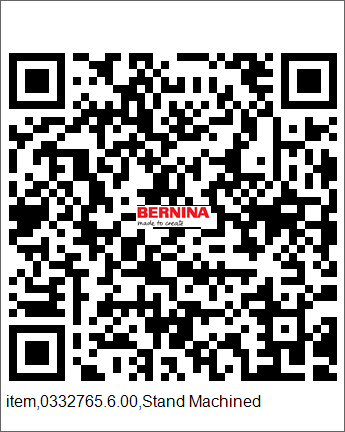 BERNINA
made to create
item,0332765.6.00,Stand Machined